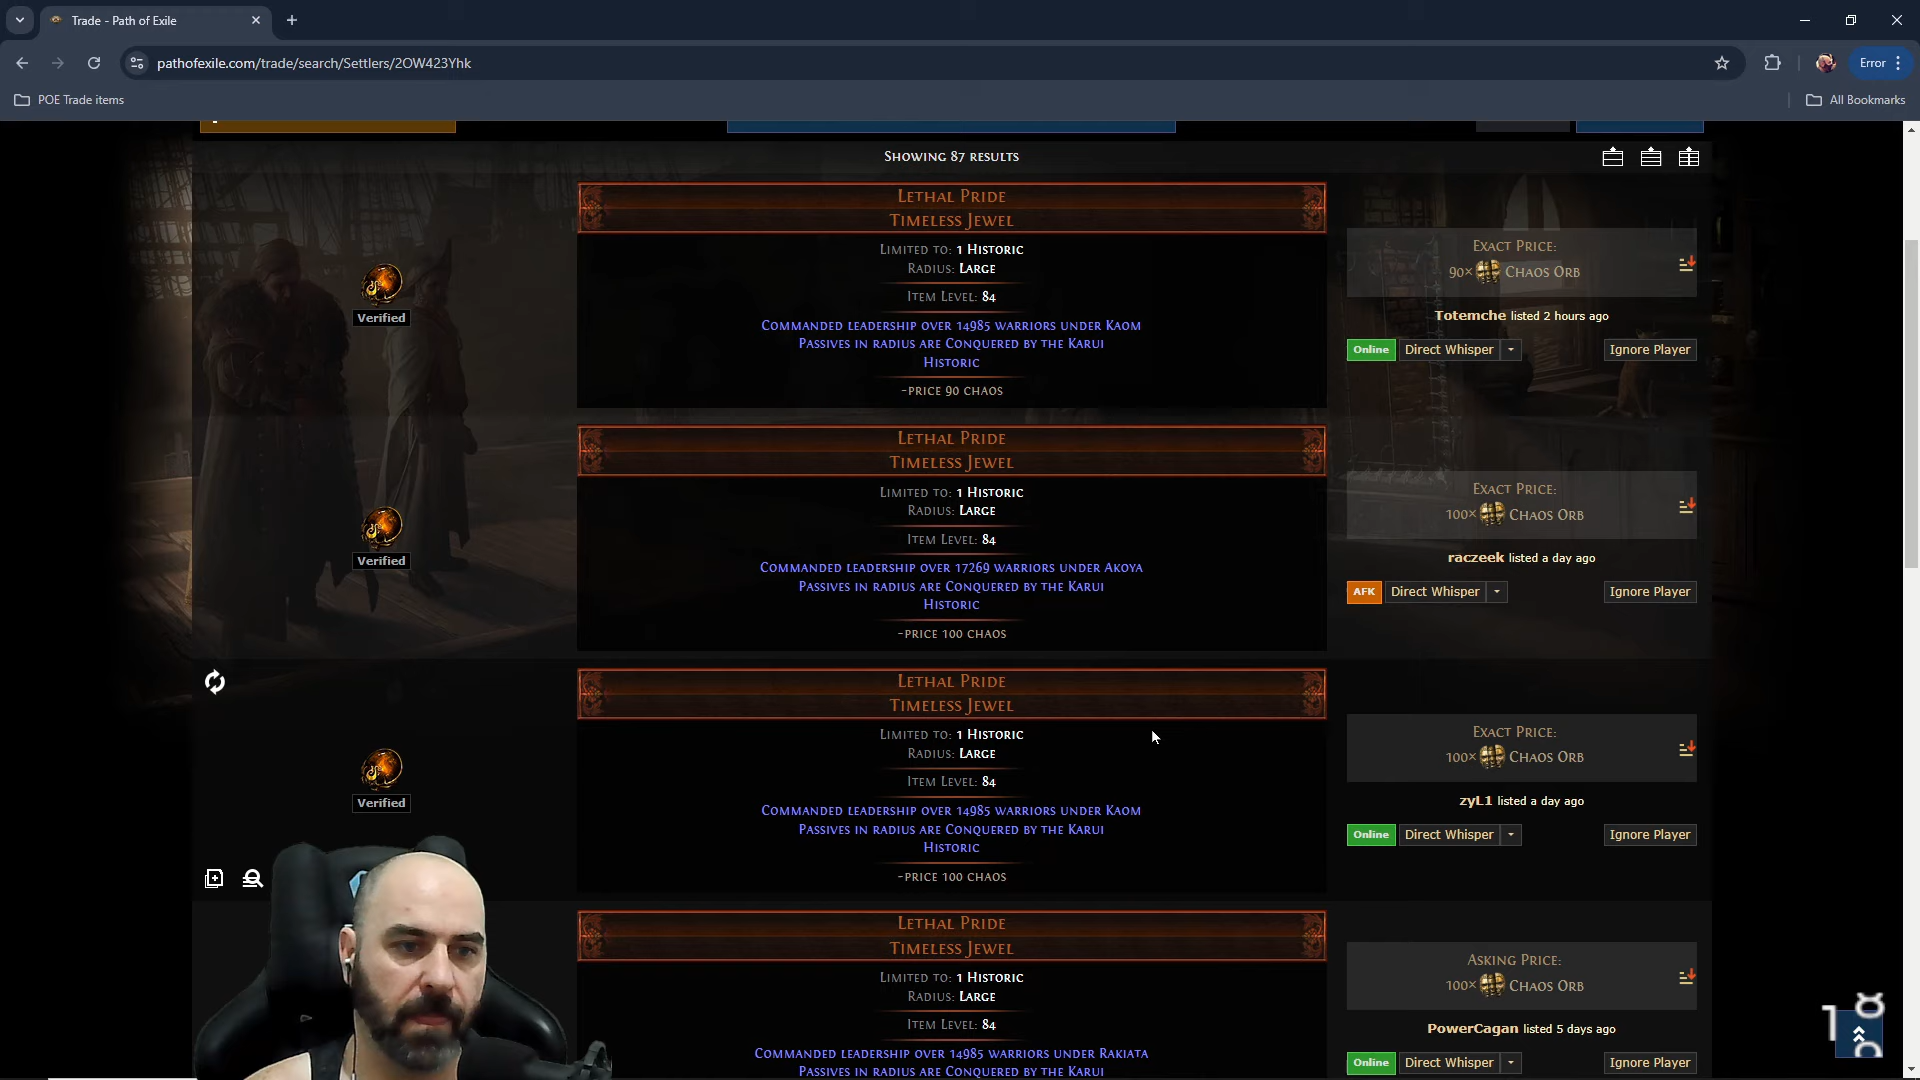 Trade - Path of Exile
pathofexile.com/trade/search/Settlers/2OW423Yhk
Error
POE Trade items
All Bookmarks
Showing 87 results
Lethal Pride
Timeless Jewel
Limited to: 1 Historic
Radius: Large
Item Level: 84
Commanded leadership over 14985 warriors under Kaom
Passives in radius are Conquered by the Karui
Historic
~price 90 chaos
Verified
Exact Price:
90× Chaos Orb
Totemche listed 2 hours ago
Online
Direct Whisper
Ignore Player
Lethal Pride
Timeless Jewel
Limited to: 1 Historic
Radius: Large
Item Level: 84
Commanded leadership over 17269 warriors under Akoya
Passives in radius are Conquered by the Karui
Historic
~price 100 chaos
Verified
Exact Price:
100× Chaos Orb
raczeek listed a day ago
AFK
Direct Whisper
Ignore Player
Lethal Pride
Timeless Jewel
Limited to: 1 Historic
Radius: Large
Item Level: 84
Commanded leadership over 14985 warriors under Kaom
Passives in radius are Conquered by the Karui
Historic
~price 100 chaos
Verified
Exact Price:
100× Chaos Orb
zyL1 listed a day ago
Online
Direct Whisper
Ignore Player
Lethal Pride
Timeless Jewel
Limited to: 1 Historic
Radius: Large
Item Level: 84
Commanded leadership over 14985 warriors under Rakiata
Passives in radius are Conquered by the Karui
Asking Price:
100× Chaos Orb
PowerCagan listed 5 days ago
Online
Direct Whisper
Ignore Player